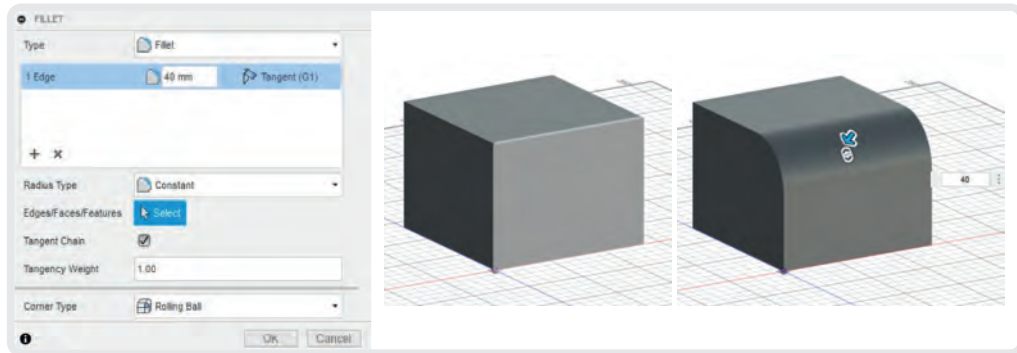 FILLET
Type Fillet
1 Edge 40 mm Tangent (G1)
Radius Type Constant
Edges/Faces/Features Select
Tangent Chain
Tangency Weight 1.00
Corner Type Rolling Ball
OK Cancel
40